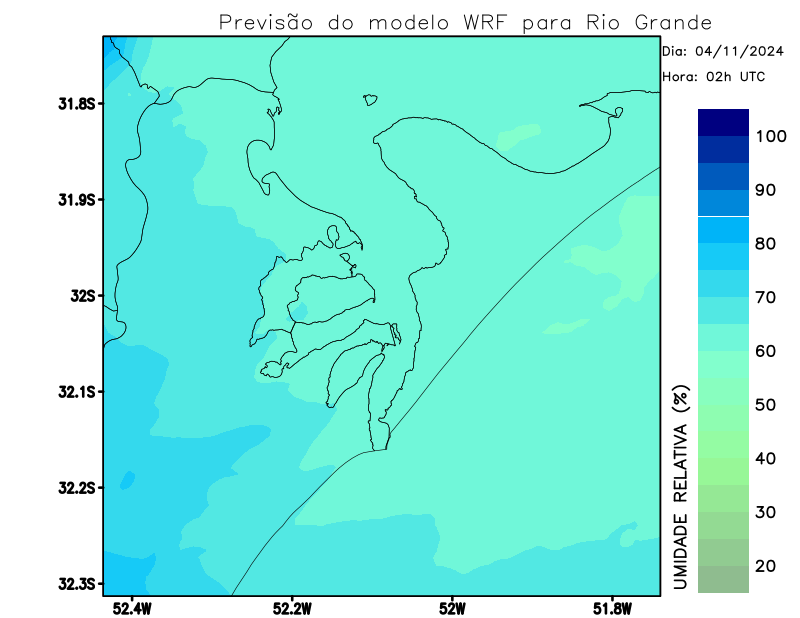 Previsão do modelo WRF para Rio Grande
Dia: 04/11/2024
Hora: 02h UTC
31.8S
31.9S
32S
32.1S
32.2S
32.3S
52.4W
52.2W
52W
51.8W
UMIDADE RELATIVA (%)
100
90
80
70
60
50
40
30
20